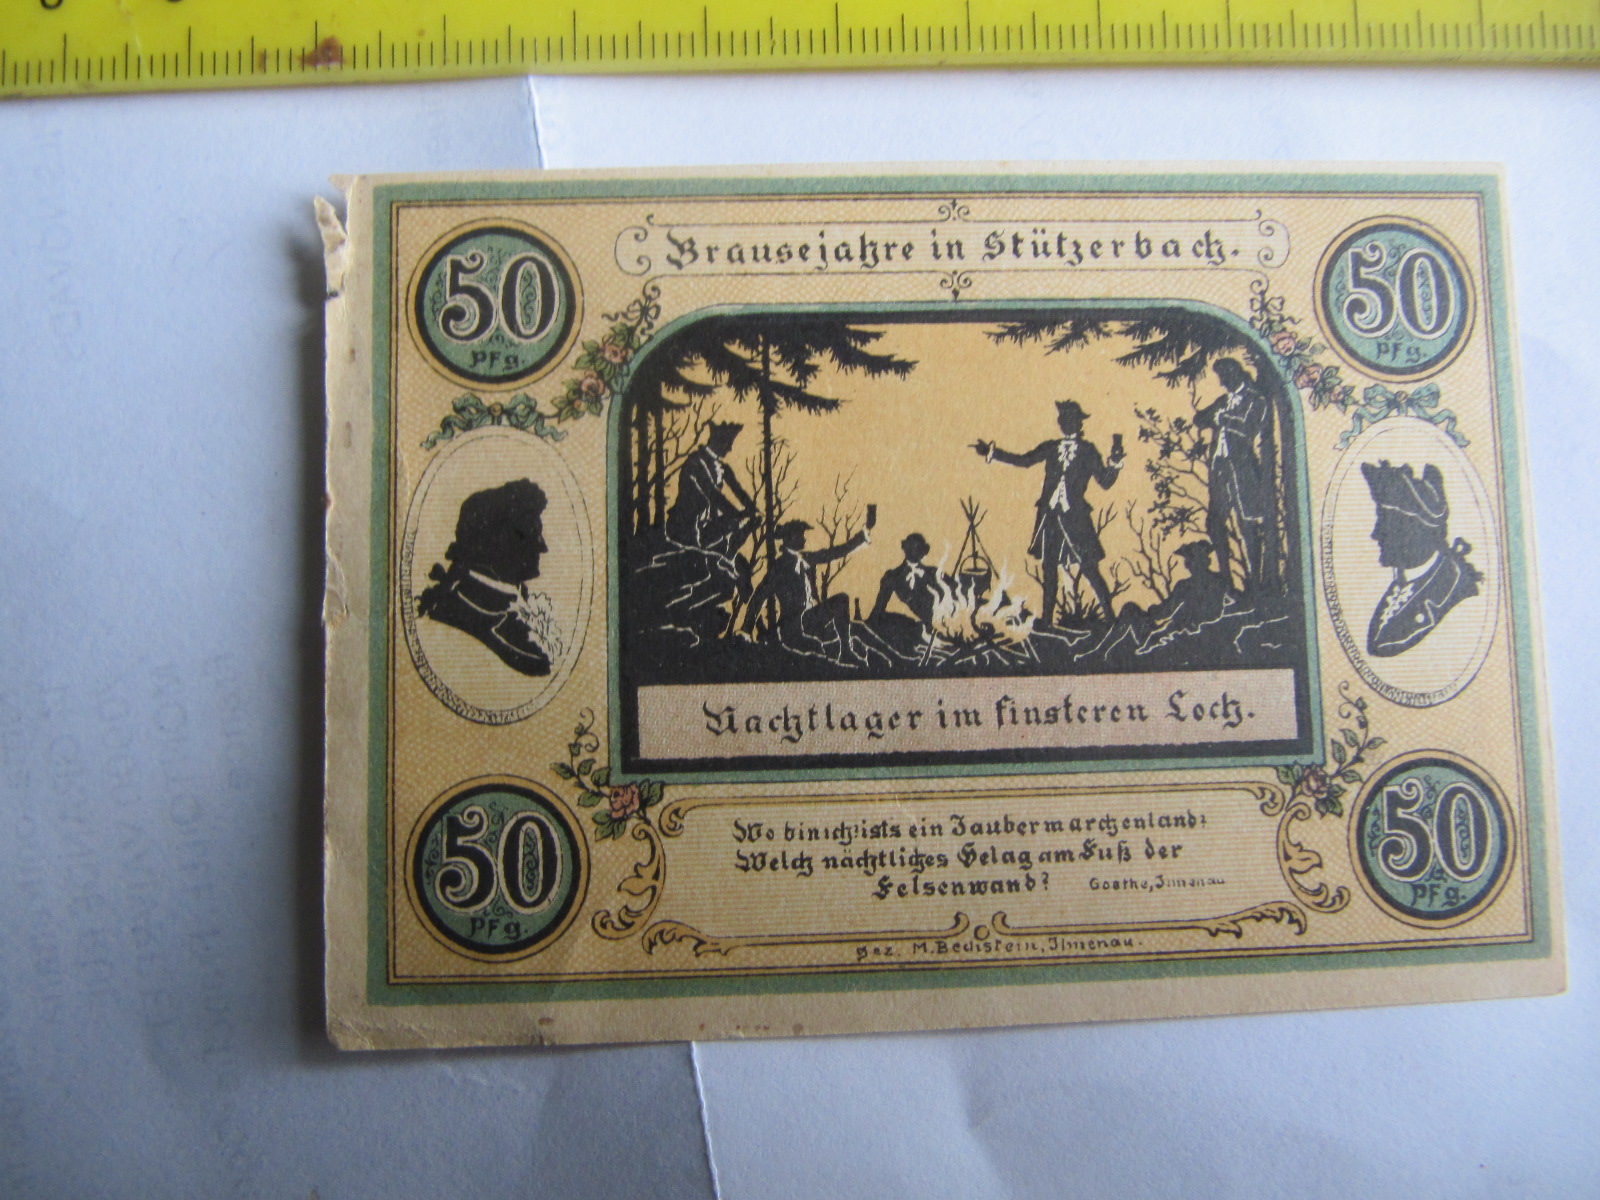 50 Pfg.
Brausejahre in Stützerbach.
50 Pfg.
Nachtlager im finsteren Loch.
50 Pfg.
Wo bin ich? ists ein Zaubermärchenland?
Welch nächtliches Gelag am Fuß der
Felsenwand?
Goethe, Ilmenau
50 Pfg.
gez. M. Bechstein, Ilmenau.